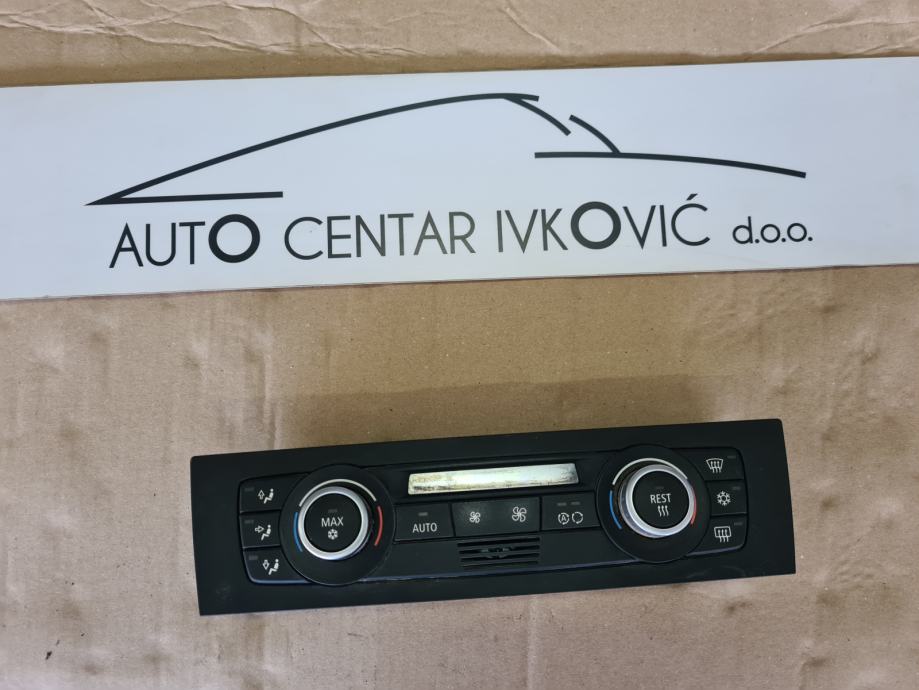 AUTO CENTAR IVKOVIĆ d.o.o.
MAX
AUTO
A
REST